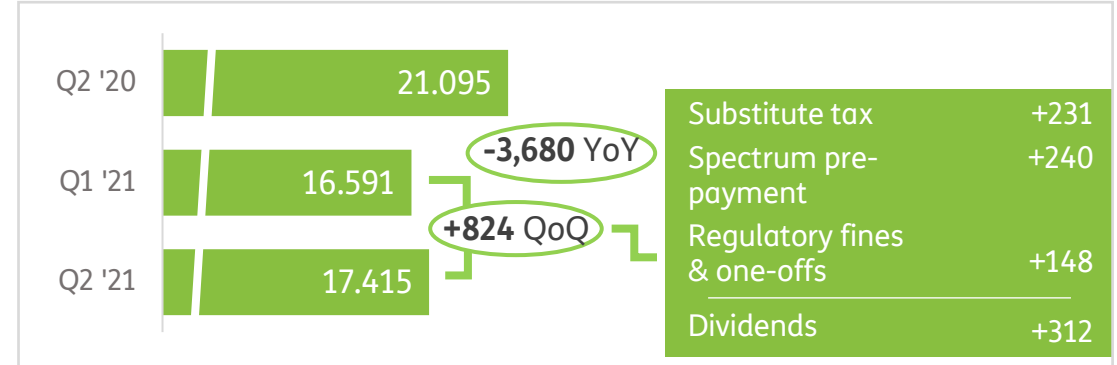 Q2 '20
21.095
-3,680 YoY
Q1 '21
16.591
+824 QoQ
Q2 '21
17.415
Substitute tax +231
Spectrum pre- +240
payment
Regulatory fines
& one-offs +148
Dividends +312